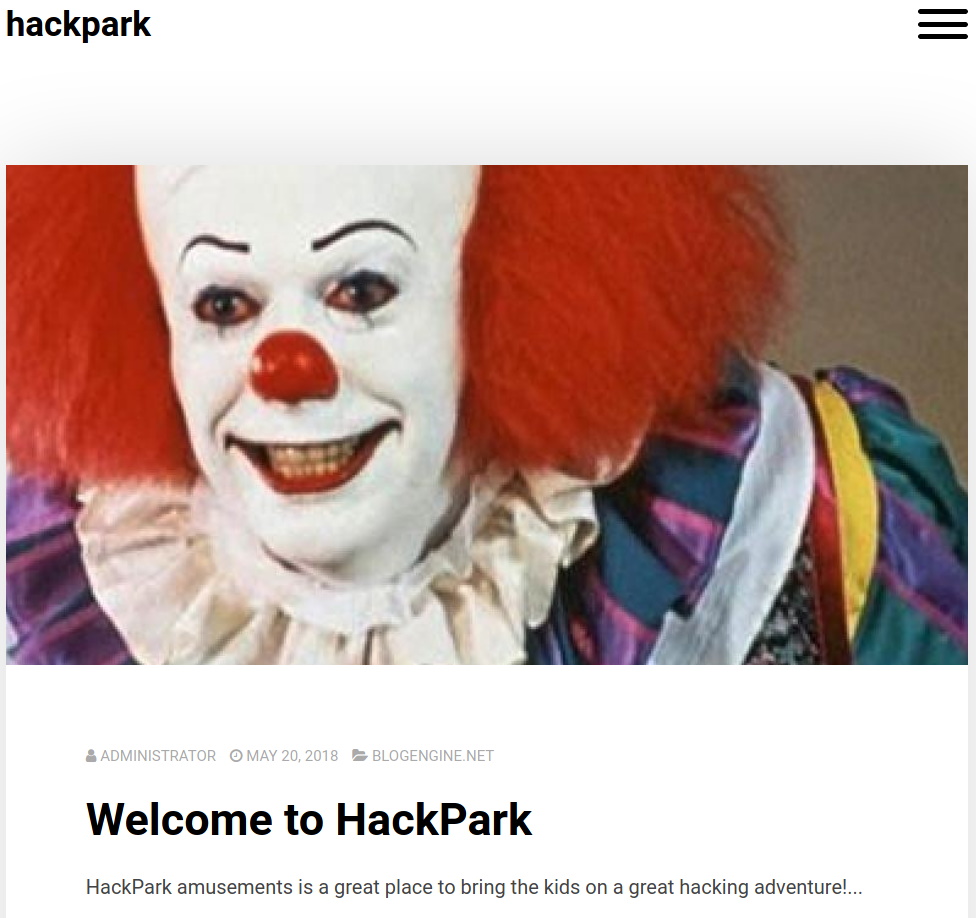 hackpark
ADMINISTRATOR MAY 20, 2018 BLOGENGINE.NET
Welcome to HackPark
HackPark amusements is a great place to bring the kids on a great hacking adventure!...